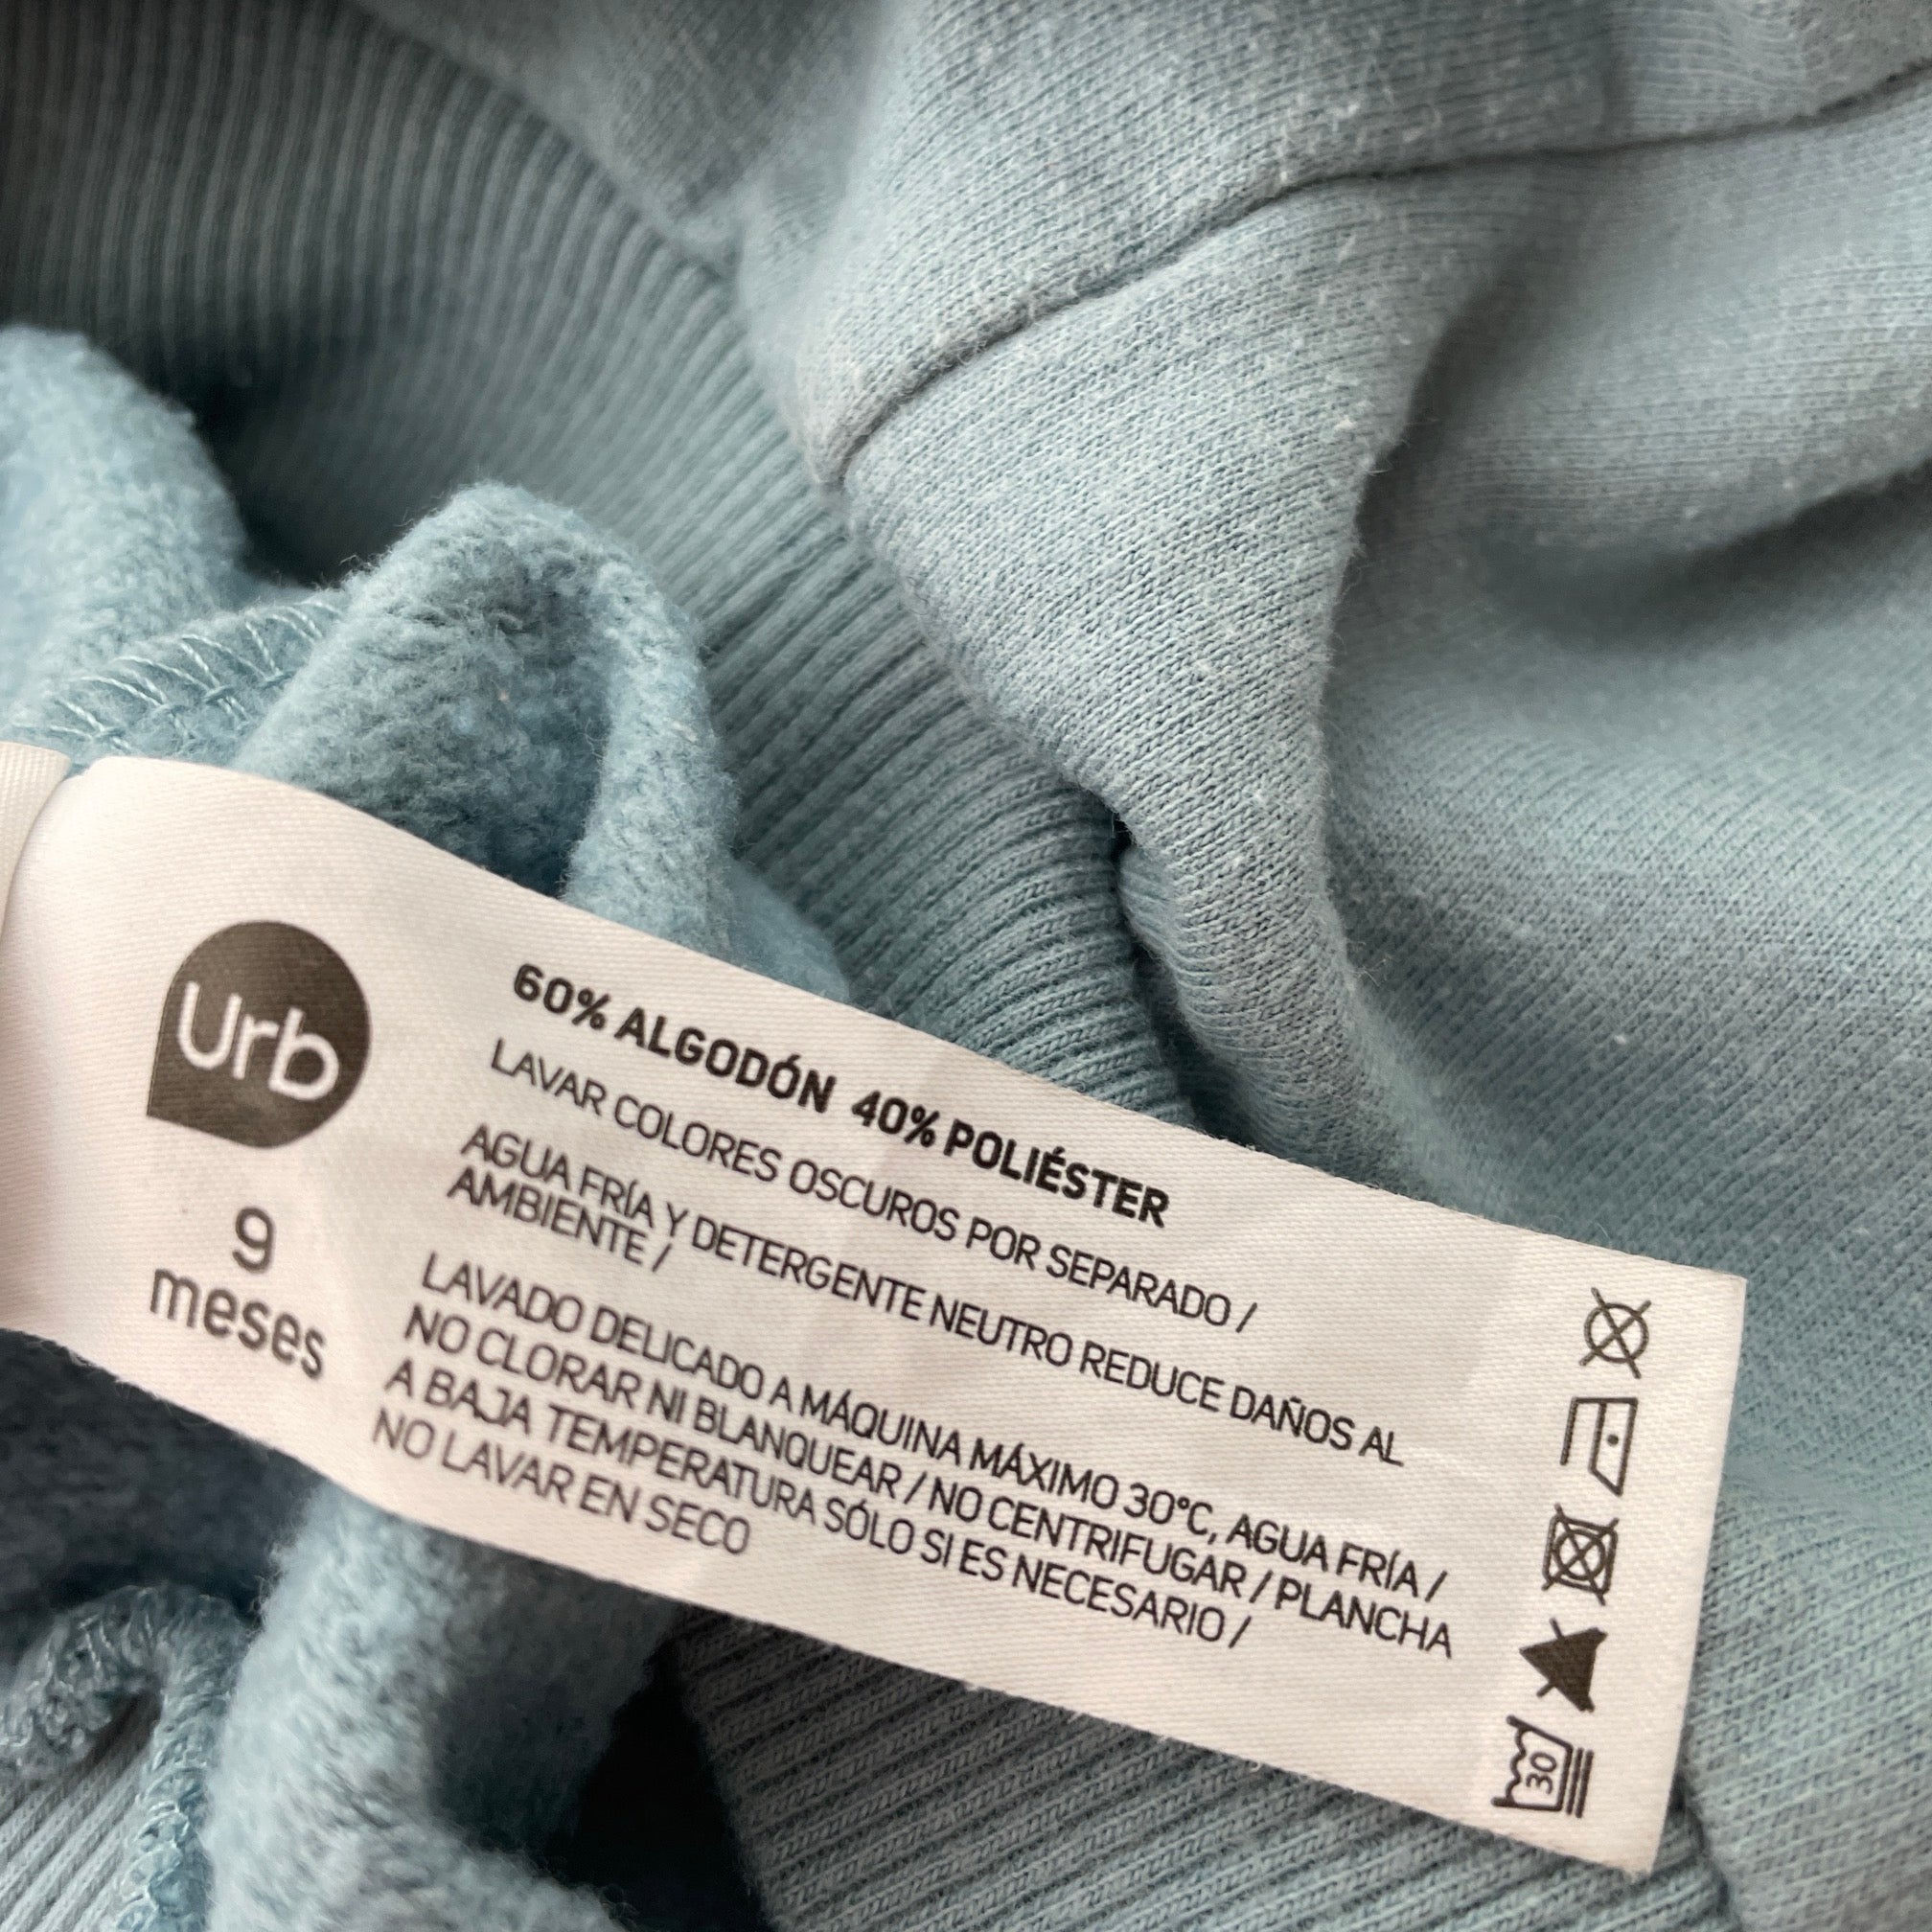 Urb
9
meses
60% ALGODÓN 40% POLIÉSTER
LAVAR COLORES OSCUROS POR SEPARADO /
AGUA FRÍA Y DETERGENTE NEUTRO REDUCE DAÑOS AL
AMBIENTE /
LAVADO DELICADO A MÁQUINA MÁXIMO 30°C, AGUA FRÍA /
NO CLORAR NI BLANQUEAR / NO CENTRIFUGAR / PLANCHA
A BAJA TEMPERATURA SÓLO SI ES NECESARIO /
NO LAVAR EN SECO
30